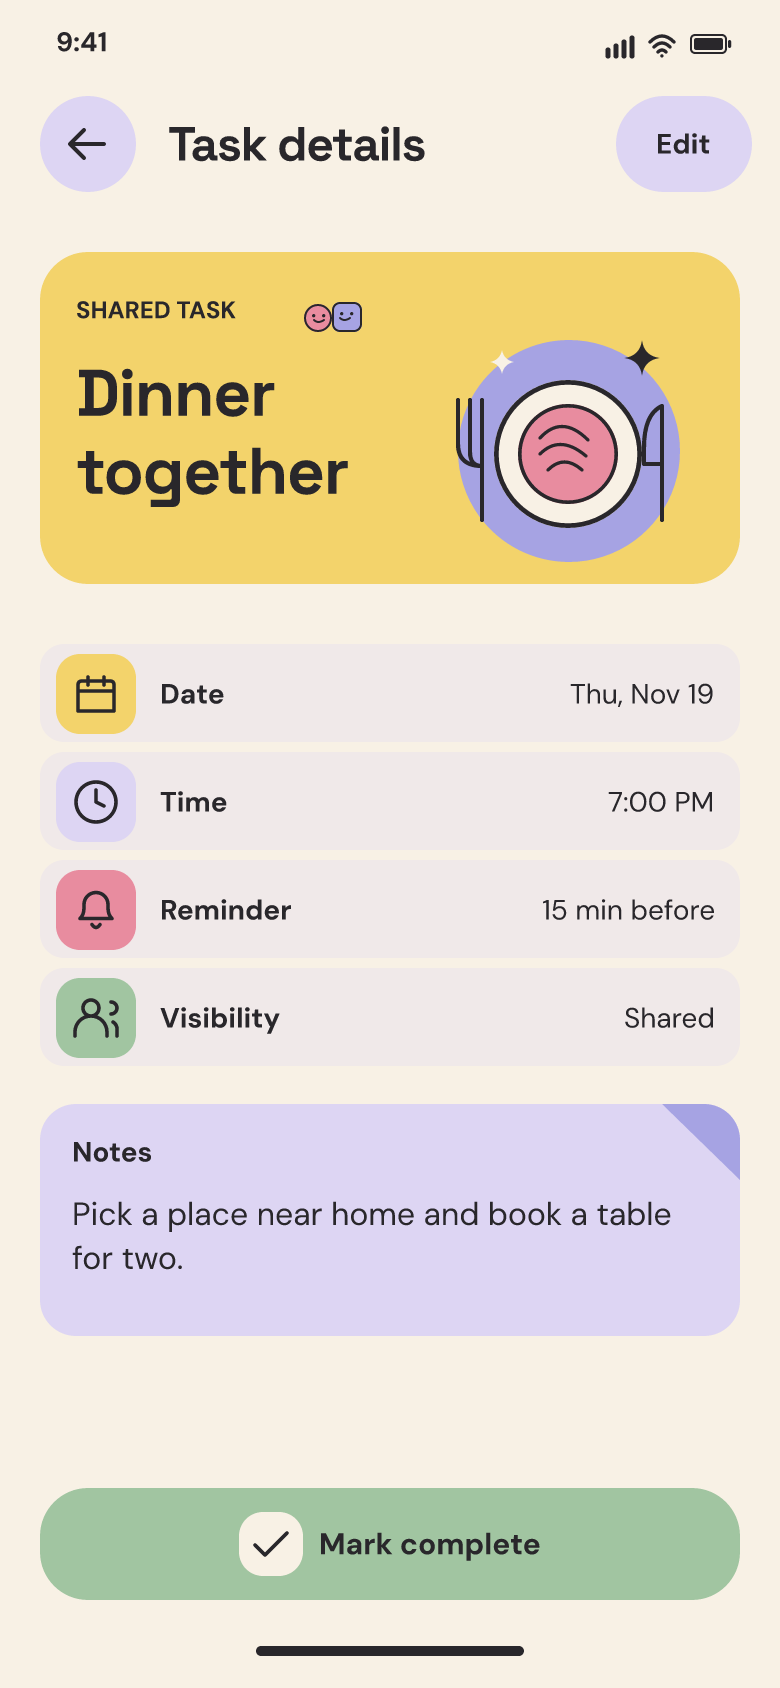 9:41
Task details
Edit
SHARED TASK
Dinner
together
Date
Thu, Nov 19
Time
7:00 PM
Reminder
15 min before
Visibility
Shared
Notes
Pick a place near home and book a table
for two.
Mark complete